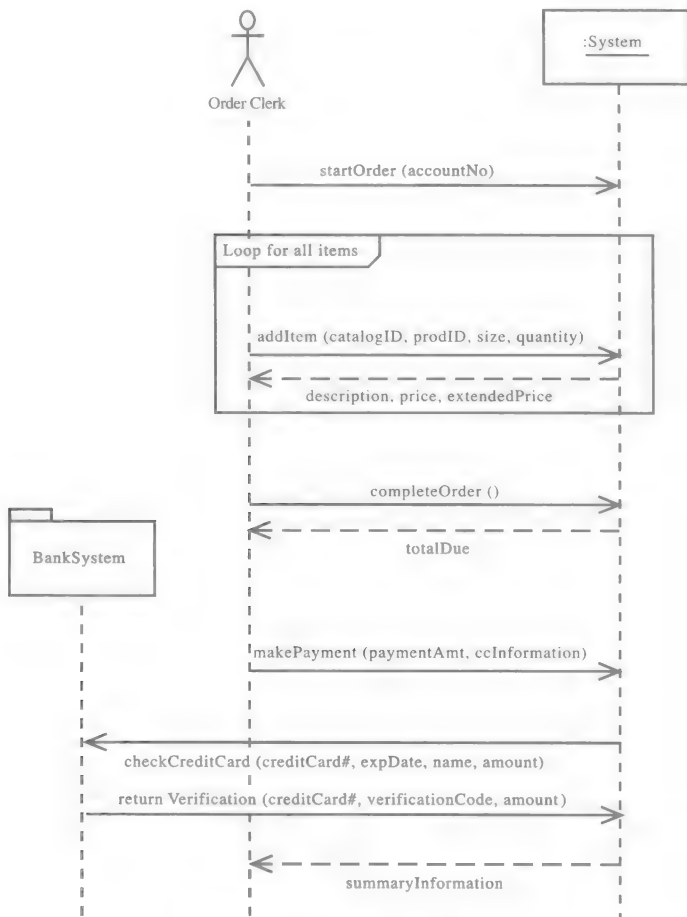 :System
Order Clerk
startOrder (accountNo)
Loop for all items
addItem (catalogID, prodID, size, quantity)
description, price, extendedPrice
completeOrder ()
totalDue
BankSystem
makePayment (paymentAmt, ccInformation)
checkCreditCard (creditCard#, expDate, name, amount)
return Verification (creditCard#, verificationCode, amount)
summaryInformation